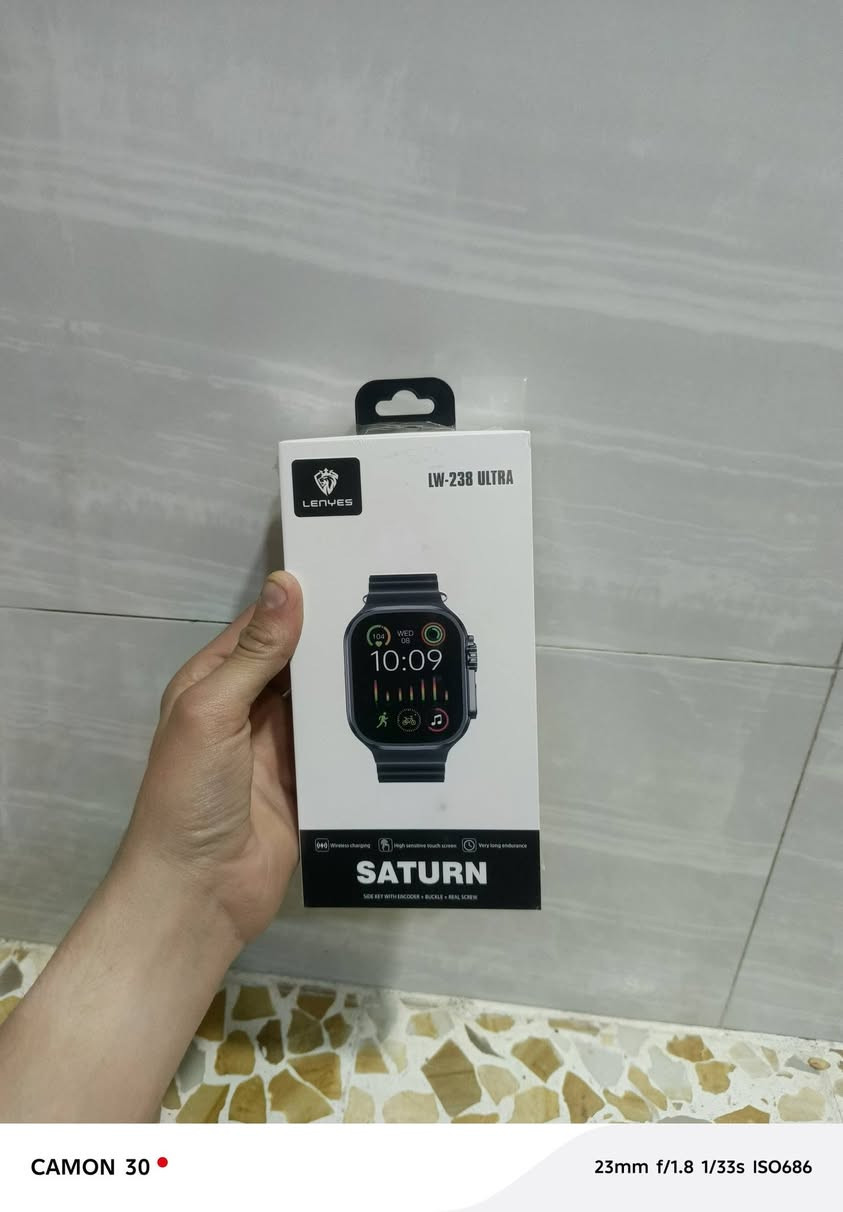 LENYES
LW-238 ULTRA
104
WED
08
10:09
Wireless charging
High sensitive touch screen
Very long endurance
SATURN
SIDE KEY WITH ENCODER + BUCKLE + REAL SCREW
CAMON 30
23mm f/1.8 1/33s ISO686